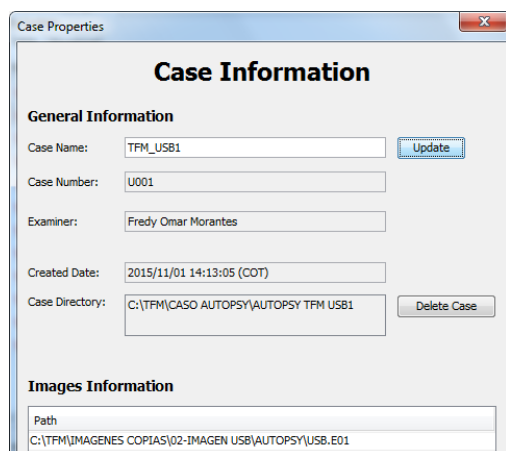 Case Properties
Case Information
General Information
Case Name: TFM_USB1 Update
Case Number: U001
Examiner: Fredy Omar Morantes
Created Date: 2015/11/01 14:13:05 (COT)
Case Directory: C:\TFM\CASO AUTOPSY\AUTOPSY TFM USB1 Delete Case
Images Information
Path
C:\TFM\IMAGENES COPIAS\02-IMAGEN USB\AUTOPSY\USB.E01